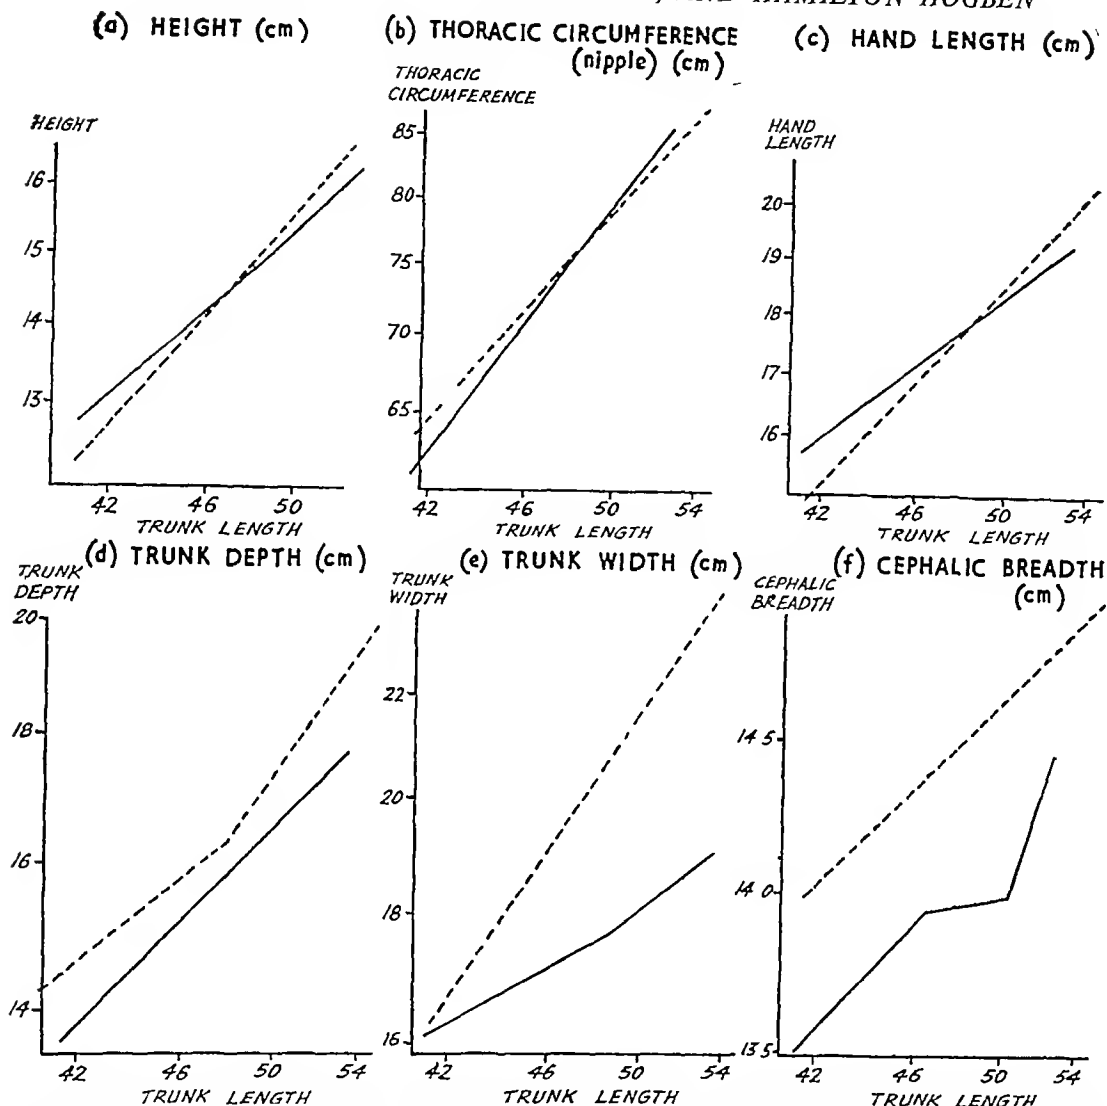 AND HAMILTON HOGBEN
(a) HEIGHT (cm)
(b) THORACIC CIRCUMFERENCE
(nipple) (cm)
(c) HAND LENGTH (cm)
HEIGHT
16
15
14
13
42 46 50
TRUNK LENGTH
THORACIC
CIRCUMFERENCE
85
80
75
70
65
42 46 50 54
TRUNK LENGTH
HAND
LENGTH
20
19
18
17
16
42 46 50 54
TRUNK LENGTH
(d) TRUNK DEPTH (cm)
TRUNK
DEPTH
20
18
16
14
42 46 50 54
TRUNK LENGTH
(e) TRUNK WIDTH (cm)
TRUNK
WIDTH
22
20
18
16
42 46 50 54
TRUNK LENGTH
(f) CEPHALIC BREADTH
(cm)
CEPHALIC
BREADTH
14 5
14 0
13 5
42 46 50 54
TRUNK LENGTH